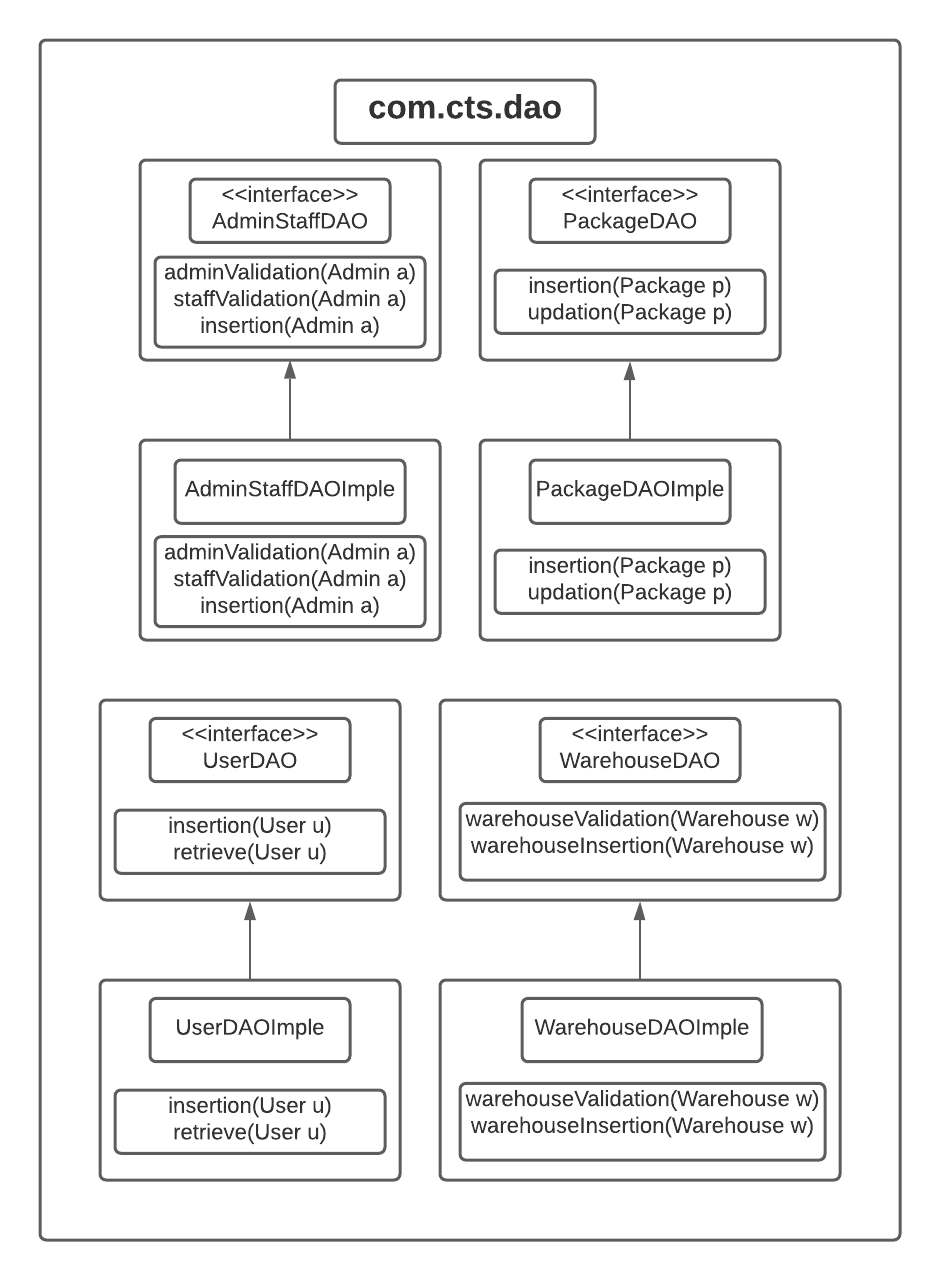 com.cts.dao
<<interface>>
AdminStaffDAO
adminValidation(Admin a)
staffValidation(Admin a)
insertion(Admin a)
<<interface>>
PackageDAO
insertion(Package p)
updation(Package p)
AdminStaffDAOImple
adminValidation(Admin a)
staffValidation(Admin a)
insertion(Admin a)
PackageDAOImple
insertion(Package p)
updation(Package p)
<<interface>>
UserDAO
insertion(User u)
retrieve(User u)
<<interface>>
WarehouseDAO
warehouseValidation(Warehouse w)
warehouseInsertion(Warehouse w)
UserDAOImple
insertion(User u)
retrieve(User u)
WarehouseDAOImple
warehouseValidation(Warehouse w)
warehouseInsertion(Warehouse w)